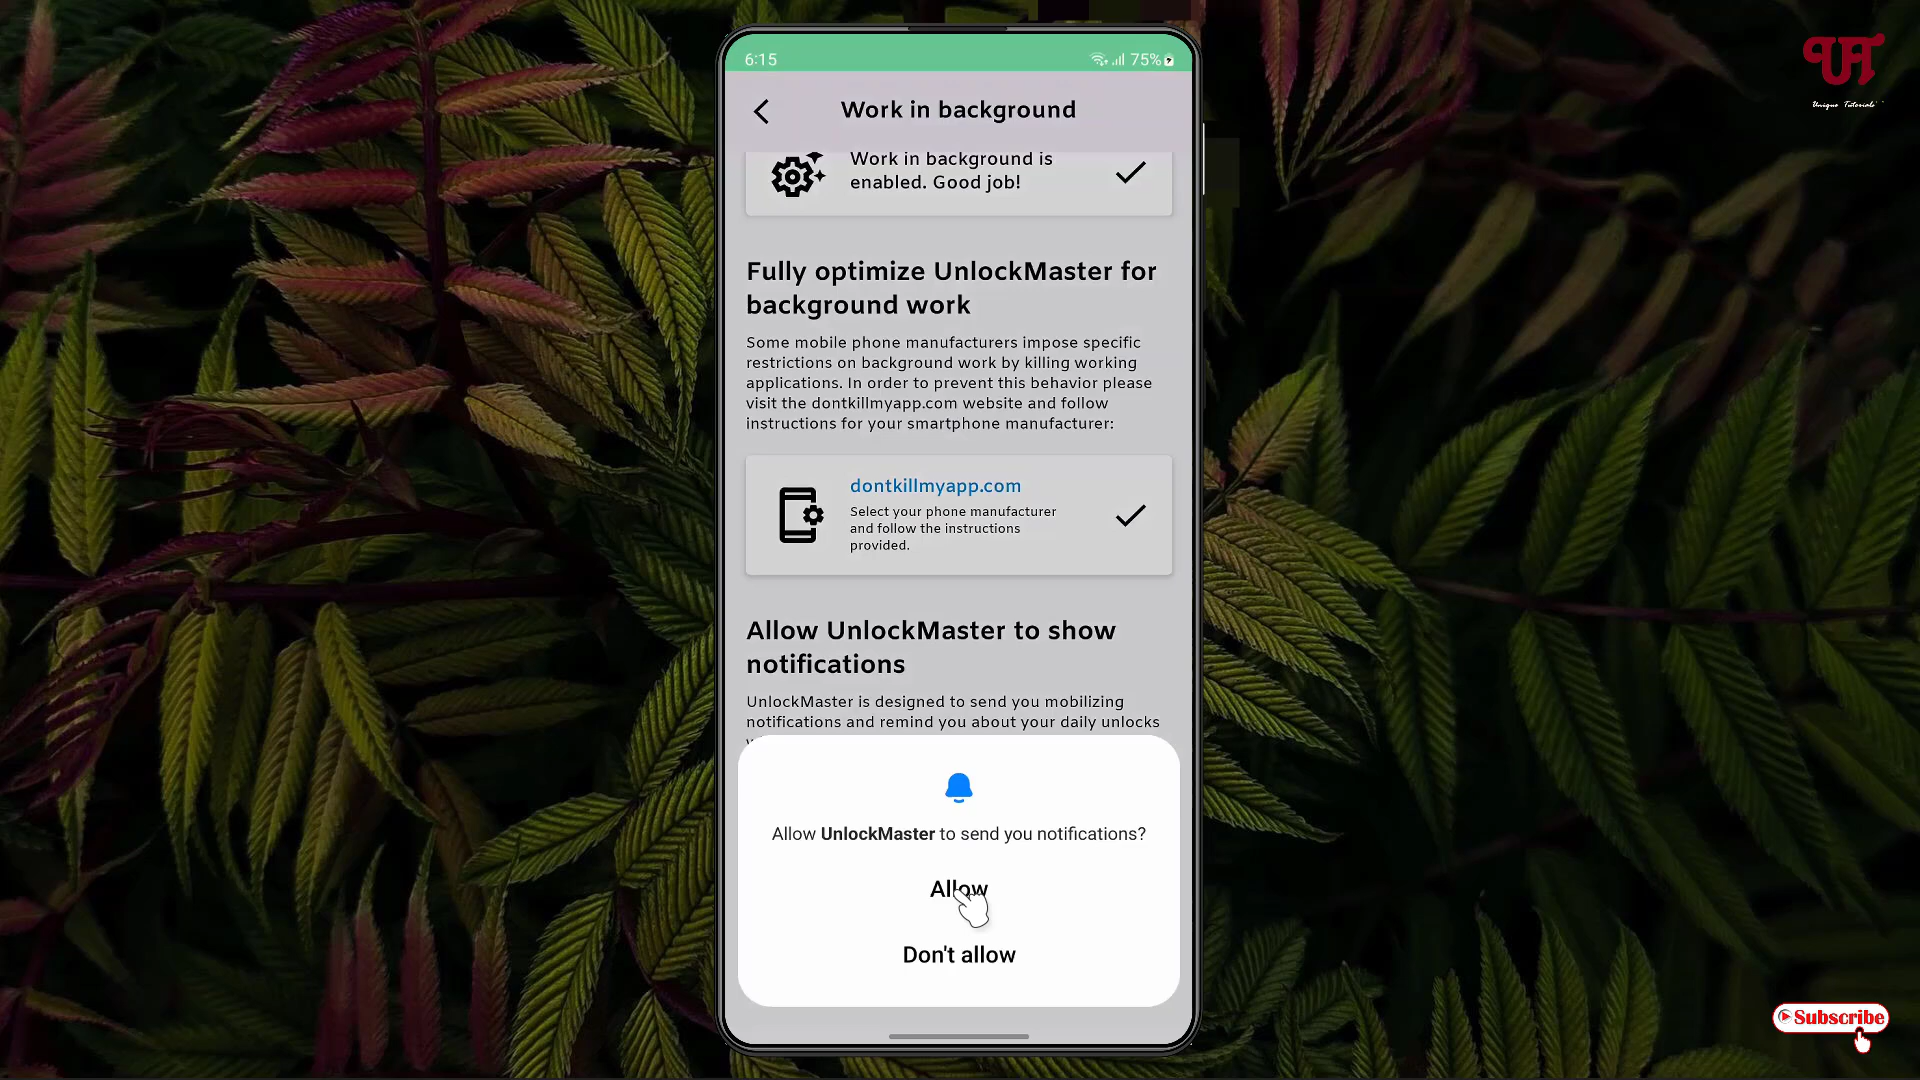 6:15
75%
Work in background
Work in background is
enabled. Good job!
Fully optimize UnlockMaster for
background work
Some mobile phone manufacturers impose specific
restrictions on background work by killing working
applications. In order to prevent this behavior please
visit the dontkillmyapp.com website and follow
instructions for your smartphone manufacturer:
dontkillmyapp.com
Select your phone manufacturer
and follow the instructions
provided.
Allow UnlockMaster to show
notifications
UnlockMaster is designed to send you mobilizing
notifications and remind you about your daily unlocks
Allow UnlockMaster to send you notifications?
Allow
Don't allow
UT
Unique Tutorials
Subscribe